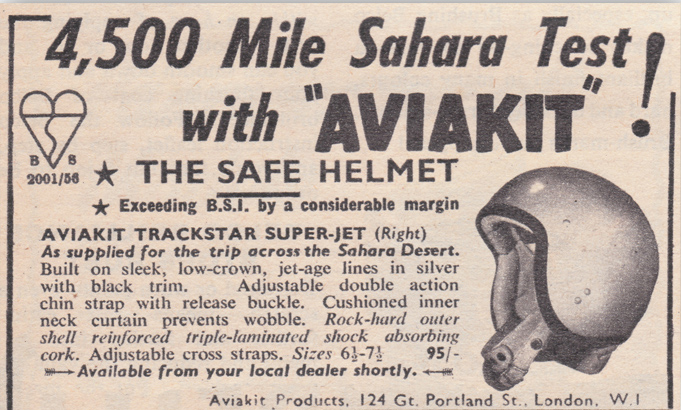 4,500 Mile Sahara Test
with "AVIAKIT"!
B S
2001/56
★ THE SAFE HELMET
★ Exceeding B.S.I. by a considerable margin
AVIAKIT TRACKSTAR SUPER-JET (Right)
As supplied for the trip across the Sahara Desert.
Built on sleek, low-crown, jet-age lines in silver
with black trim. Adjustable double action
chin strap with release buckle. Cushioned inner
neck curtain prevents wobble. Rock-hard outer
shell reinforced triple-laminated shock absorbing
cork. Adjustable cross straps. Sizes 6½-7½ 95/-
Available from your local dealer shortly.
Aviakit Products, 124 Gt. Portland St., London, W.1